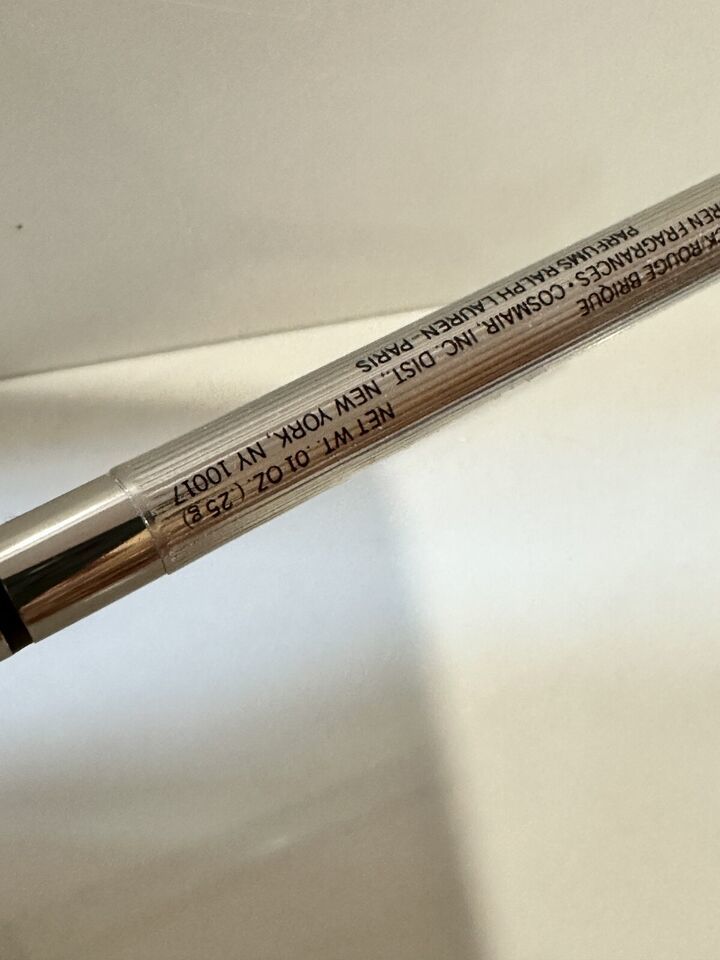 ROUGE BRIQUE NET WT. .01 OZ. (.25 g)
FRAGRANCES • COSMAIR, INC. DIST., NEW YORK, NY 10017
PARFUMS RALPH LAUREN, PARIS